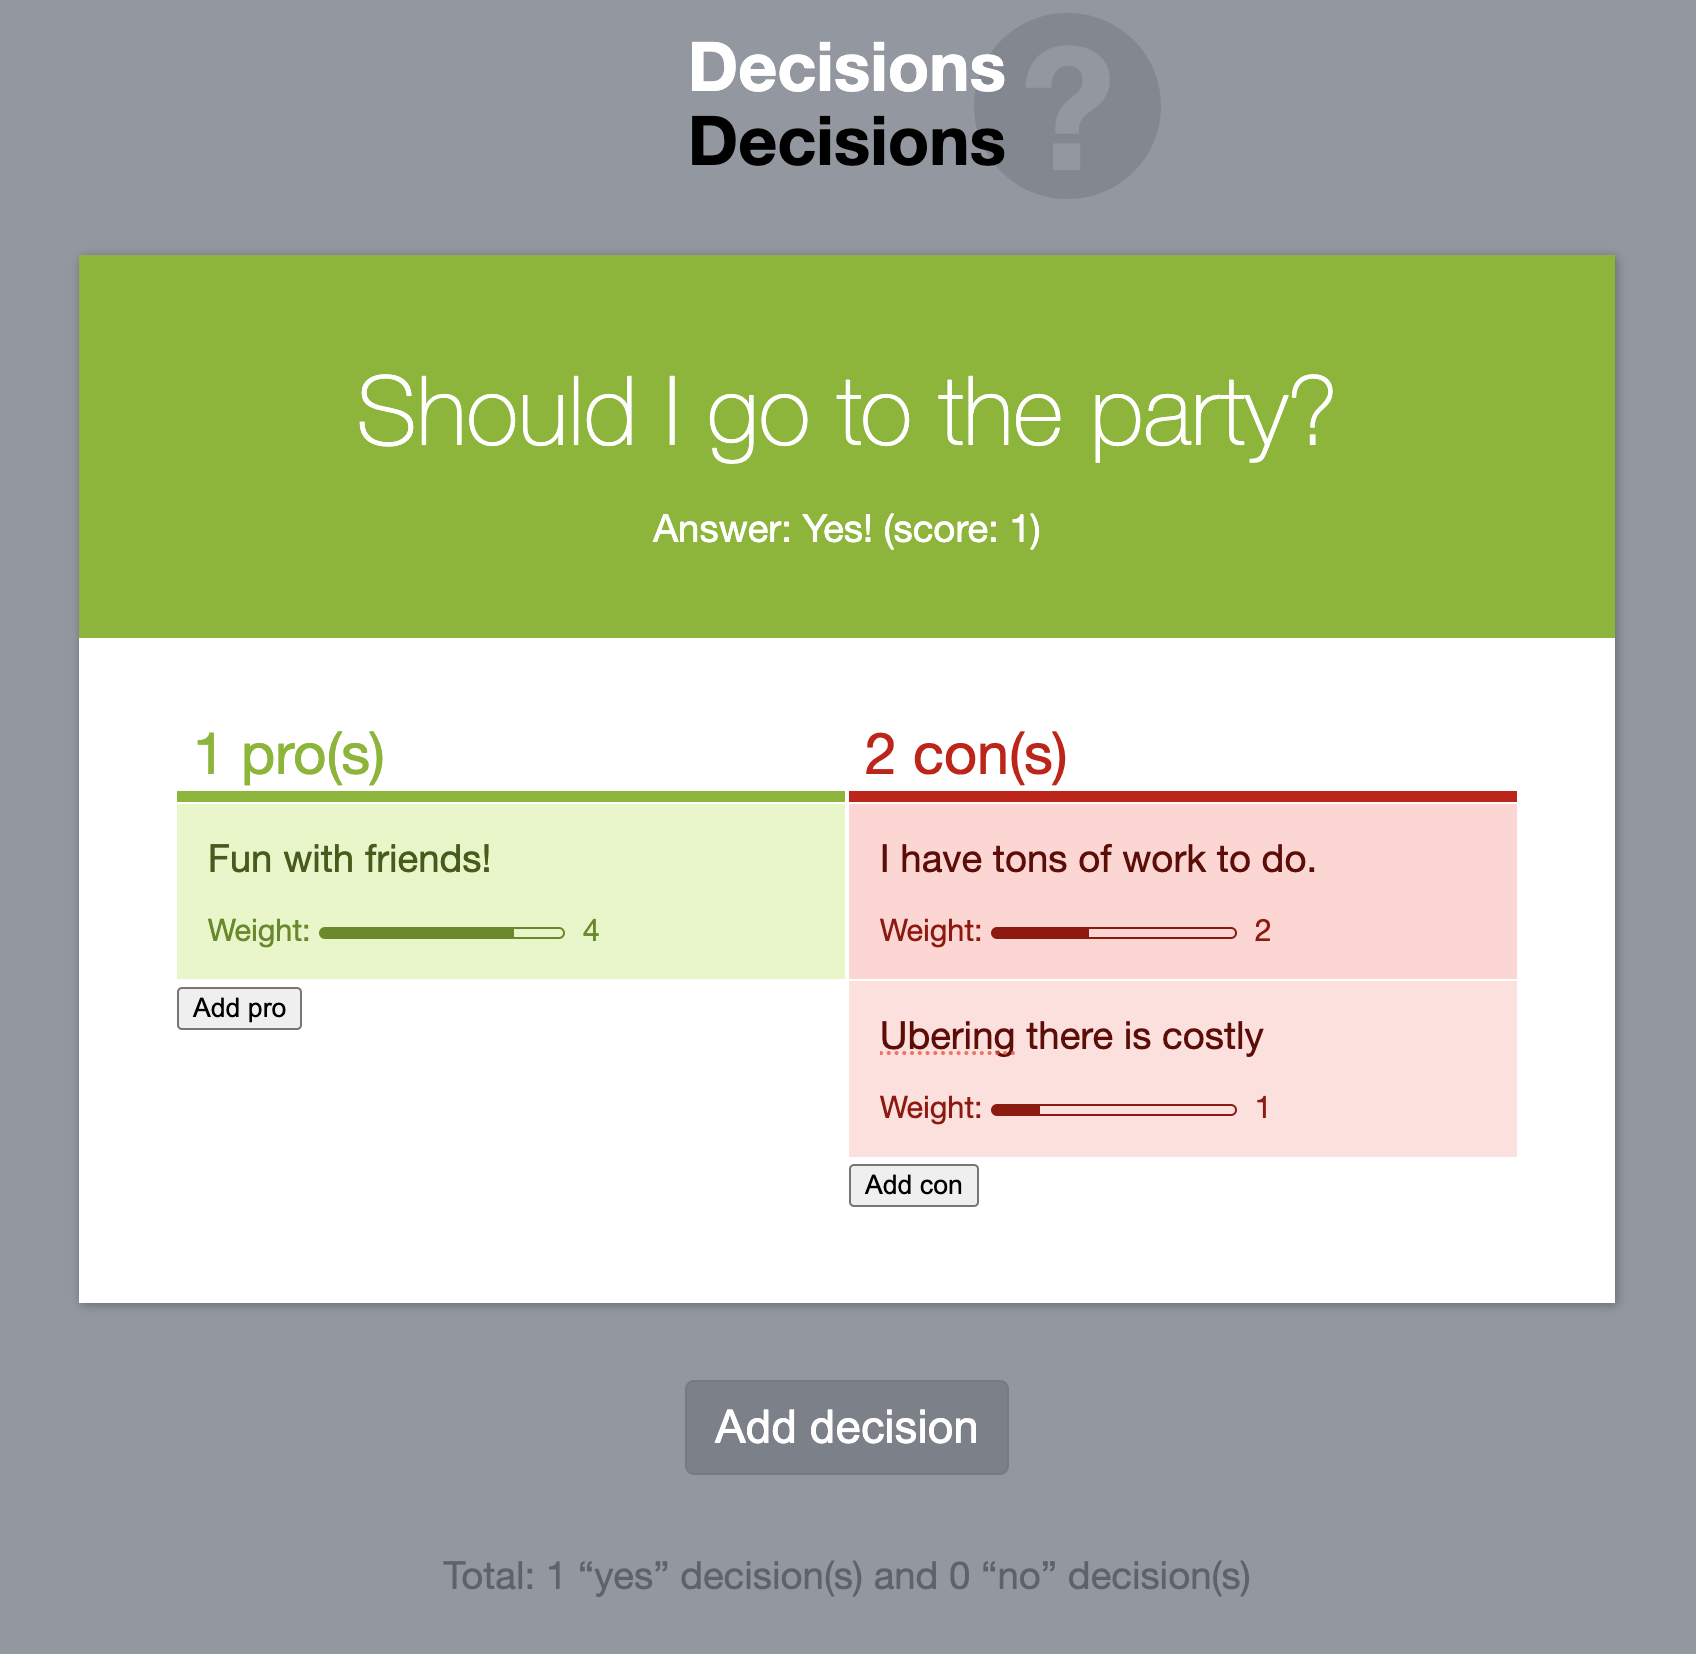 Decisions
Decisions
?
Should I go to the party?
Answer: Yes! (score: 1)
1 pro(s)
Fun with friends!
Weight: 4
Add pro
2 con(s)
I have tons of work to do.
Weight: 2
Ubering there is costly
Weight: 1
Add con
Add decision
Total: 1 “yes” decision(s) and 0 “no” decision(s)